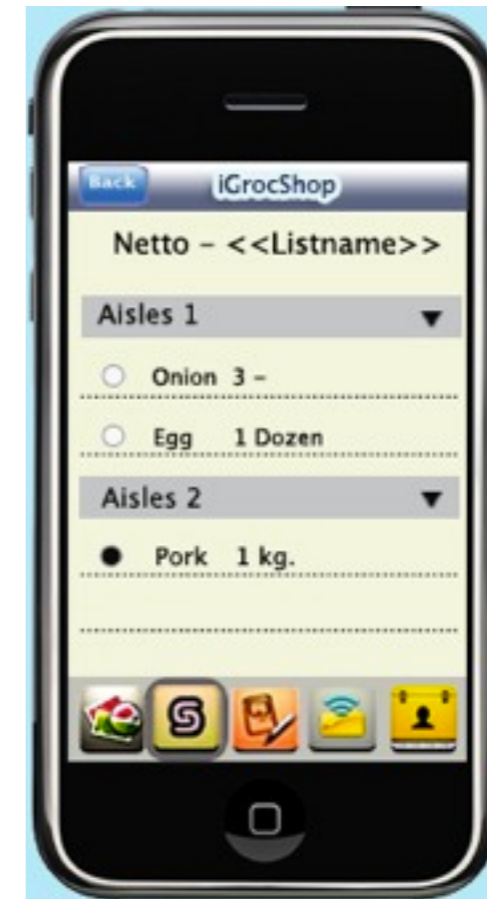 Back iGrocShop
Netto - <<Listname>>
Aisles 1
Onion 3 -
Egg 1 Dozen
Aisles 2
Pork 1 kg.